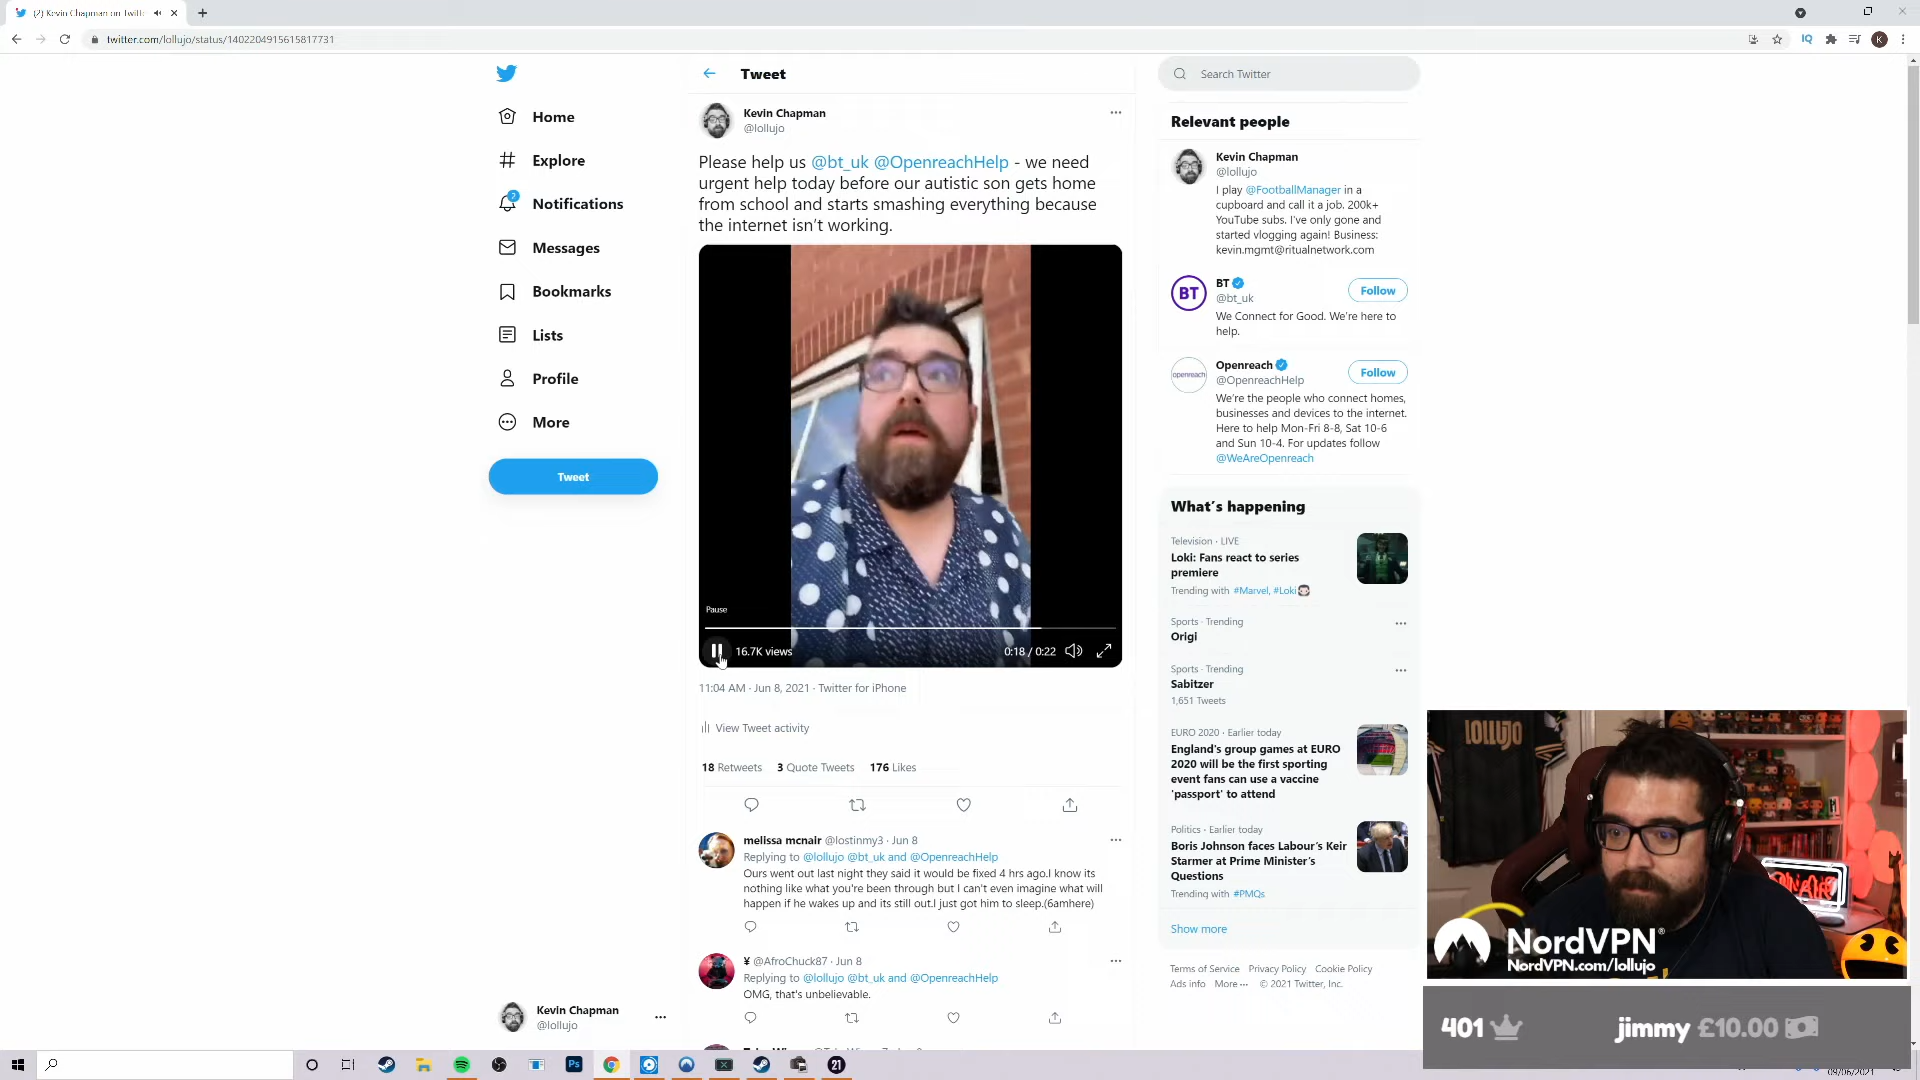 (2) Kevin Chapman on Twitt
twitter.com/lollujo/status/1402204915615817731
Home
Explore
2
Notifications
Messages
Bookmarks
Lists
Profile
More
Tweet
Kevin Chapman
@lollujo
Tweet
Kevin Chapman
@lollujo
Please help us @bt_uk @OpenreachHelp - we need
urgent help today before our autistic son gets home
from school and starts smashing everything because
the internet isn't working.
Pause
16.7K views
0:18 / 0:22
11:04 AM · Jun 8, 2021 · Twitter for iPhone
View Tweet activity
18 Retweets 3 Quote Tweets 176 Likes
melissa mcnair @lostinmy3 · Jun 8
Replying to @lollujo @bt_uk and @OpenreachHelp
Ours went out last night they said it would be fixed 4 hrs ago.I know its
nothing like what you're been through but I can't even imagine what will
happen if he wakes up and its still out.I just got him to sleep.(6amhere)
¥ @AfroChuck87 · Jun 8
Replying to @lollujo @bt_uk and @OpenreachHelp
OMG, that's unbelievable.
Search Twitter
Relevant people
Kevin Chapman
@lollujo
I play @FootballManager in a
cupboard and call it a job. 200k+
YouTube subs. I've only gone and
started vlogging again! Business:
kevin.mgmt@ritualnetwork.com
BT
BT
@bt_uk
Follow
We Connect for Good. We're here to
help.
openreach
Openreach
@OpenreachHelp
Follow
We're the people who connect homes,
businesses and devices to the internet.
Here to help Mon-Fri 8-8, Sat 10-6
and Sun 10-4. For updates follow
@WeAreOpenreach
What's happening
Television · LIVE
Loki: Fans react to series
premiere
Trending with #Marvel, #Loki
Sports · Trending
Origi
Sports · Trending
Sabitzer
1,651 Tweets
EURO 2020 · Earlier today
England's group games at EURO
2020 will be the first sporting
event fans can use a vaccine
'passport' to attend
Politics · Earlier today
Boris Johnson faces Labour's Keir
Starmer at Prime Minister's
Questions
Trending with #PMQs
Show more
Terms of Service Privacy Policy Cookie Policy
Ads info More ··· © 2021 Twitter, Inc.
IQ
K
LOLLUJO
NordVPN®
NordVPN.com/lollujo
401
jimmy £10.00
Ps
21
09/06/2021